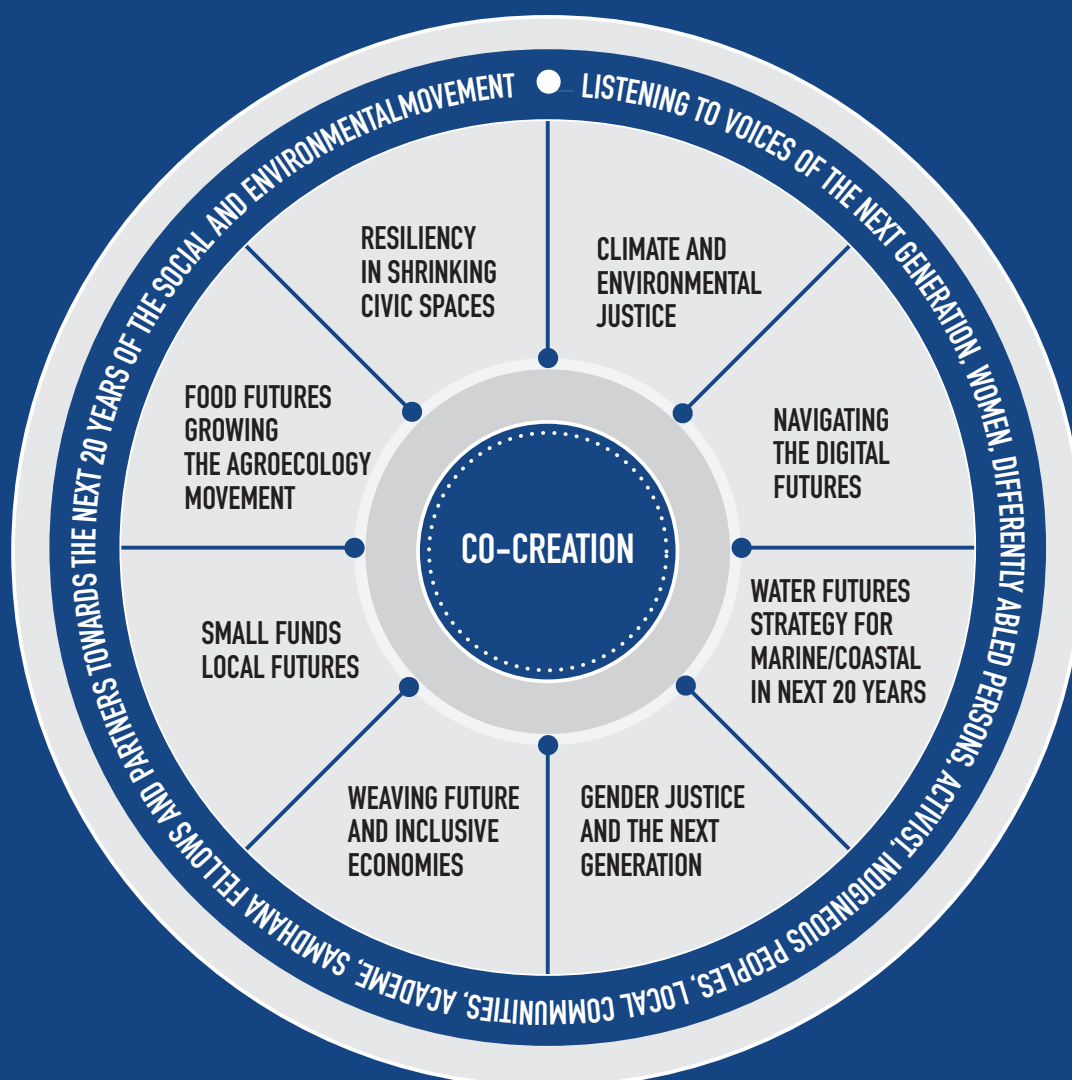 LISTENING TO VOICES OF THE NEXT GENERATION, WOMEN, DIFFERENTLY ABLED PERSONS, ACTIVIST, INDIGINEOUS PEOPLES, LOCAL COMMUNITIES, ACADEME, SAMDHANA FELLOWS AND PARTNERS TOWARDS THE NEXT 20 YEARS OF THE SOCIAL AND ENVIRONMENTALMOVEMENT
CLIMATE AND
ENVIRONMENTAL
JUSTICE
NAVIGATING
THE DIGITAL
FUTURES
WATER FUTURES
STRATEGY FOR
MARINE/COASTAL
IN NEXT 20 YEARS
GENDER JUSTICE
AND THE NEXT
GENERATION
WEAVING FUTURE
AND INCLUSIVE
ECONOMIES
SMALL FUNDS
LOCAL FUTURES
FOOD FUTURES
GROWING
THE AGROECOLOGY
MOVEMENT
RESILIENCY
IN SHRINKING
CIVIC SPACES
CO-CREATION